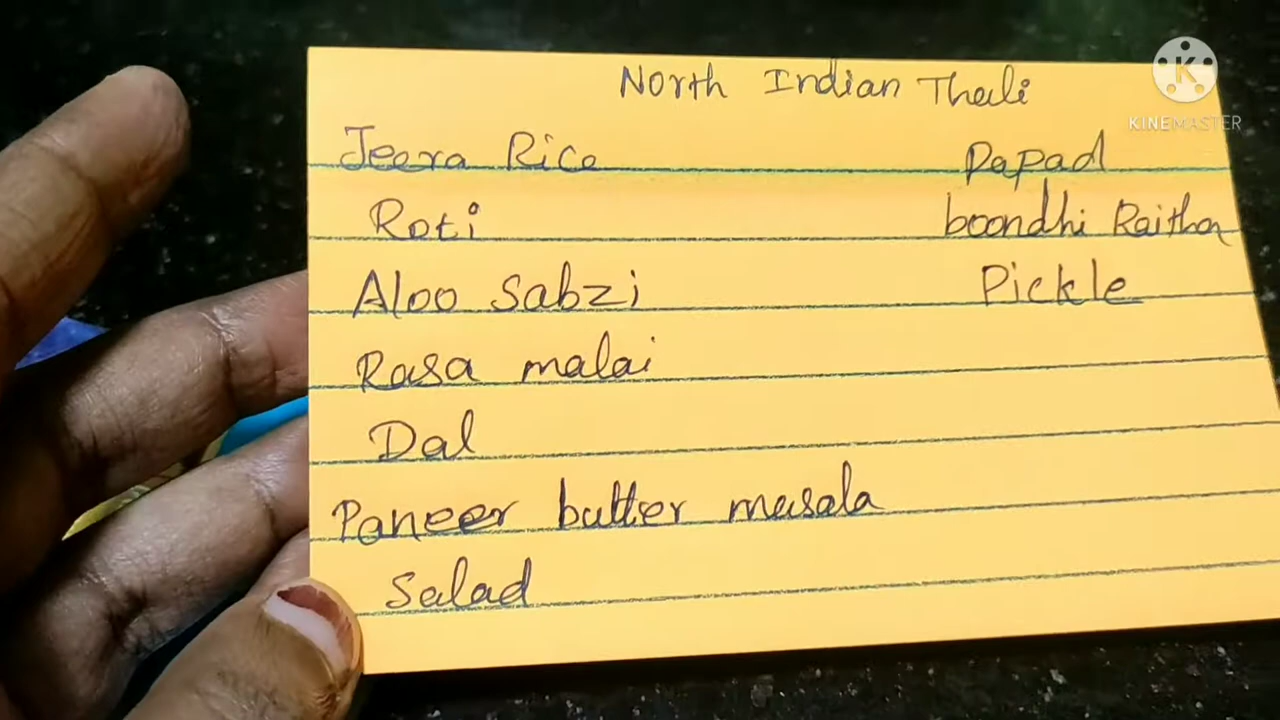 North Indian Thali
Jeera Rice
Roti
Aloo Sabzi
Rasa malai
Dal
Paneer butter masala
Salad
Papad
boondhi Raitha
Pickle
K
KINEMASTER